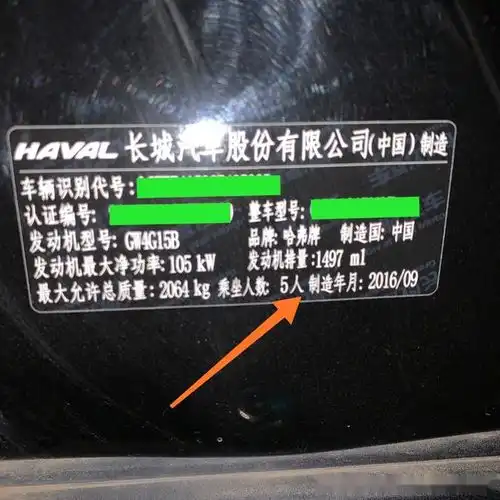 HAVAL 长城汽车股份有限公司(中国)制造
车辆识别代号:
认证编号: 整车型号:
发动机型号: GW4G15B 品牌: 哈弗牌 制造国: 中国
发动机最大净功率: 105 kW 发动机排量: 1497 ml
最大允许总质量: 2064 kg 乘坐人数: 5人 制造年月: 2016/09